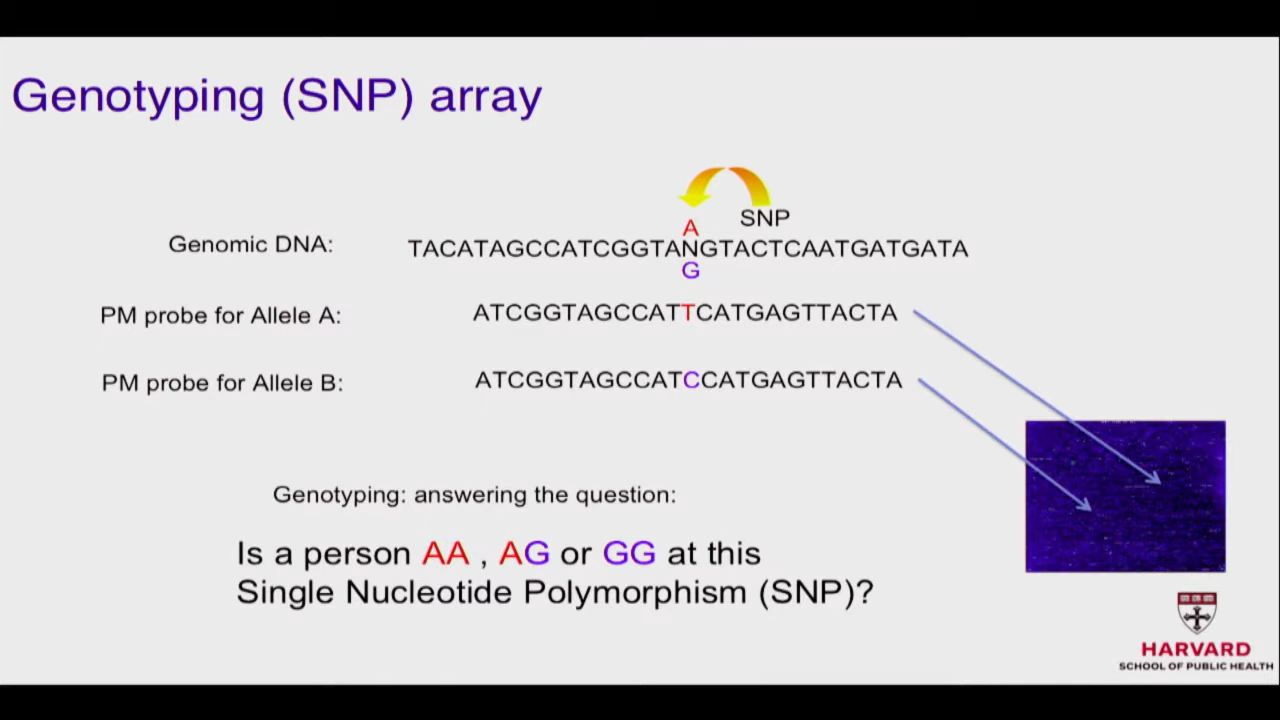 Genotyping (SNP) array
SNP
A
Genomic DNA: TACATAGCCATCGGTANGTACTCAATGATGATA
G
PM probe for Allele A: ATCGGTAGCCATTCATGAGTTACTA
PM probe for Allele B: ATCGGTAGCCATCCATGAGTTACTA
Genotyping: answering the question:
Is a person AA , AG or GG at this
Single Nucleotide Polymorphism (SNP)?
HARVARD
SCHOOL OF PUBLIC HEALTH